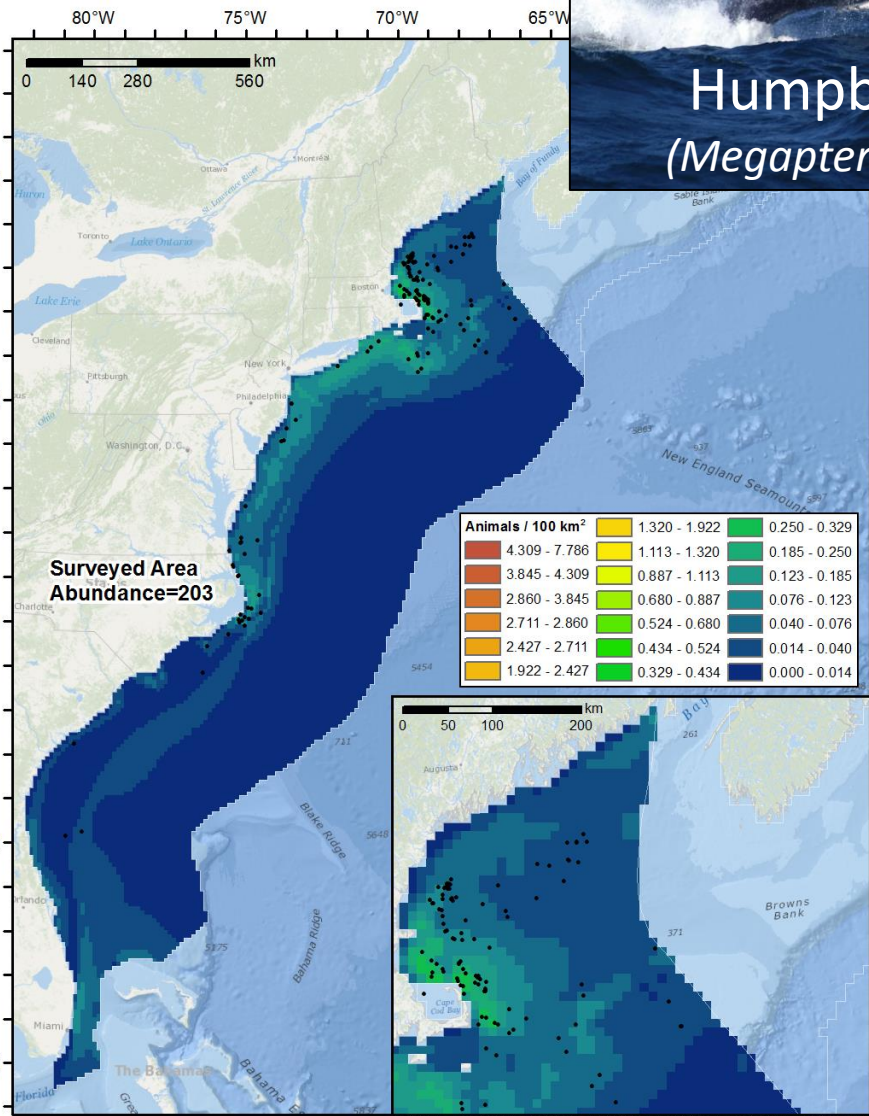 80°W 75°W 70°W 65°W
km
0 140 280 560
Humpb
(Megapter
Ottawa
Montréal
St. Lawrence River
Bay of Fundy
Huron
Toronto
Lake Ontario
Lake Erie
Boston
Cleveland
New York
Pittsburgh
Philadelphia
Ohio
Washington, D.C.
New England Seamounts
Surveyed Area
Abundance=203
Charlotte
Animals / 100 km²
4.309 - 7.786
3.845 - 4.309
2.860 - 3.845
2.711 - 2.860
2.427 - 2.711
1.922 - 2.427
1.320 - 1.922
1.113 - 1.320
0.887 - 1.113
0.680 - 0.887
0.524 - 0.680
0.434 - 0.524
0.329 - 0.434
0.250 - 0.329
0.185 - 0.250
0.123 - 0.185
0.076 - 0.123
0.040 - 0.076
0.014 - 0.040
0.000 - 0.014
5454
711
Blake Ridge
5648
Orlando
5175
Bahama Ridge
Miami
The Bahamas
Florida
km
0 50 100 200
Bay
261
Augusta
Browns
Bank
371
Cape
Cod Bay